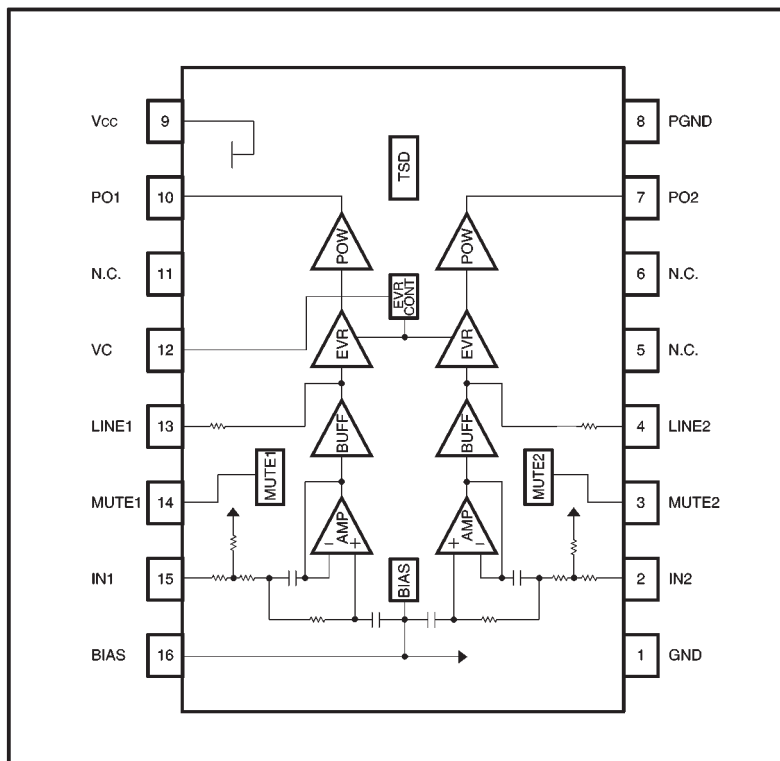 Vcc 9
8 PGND
TSD
PO1 10
7 PO2
POW
POW
N.C. 11
6 N.C.
EVR CONT
VC 12
EVR
EVR
5 N.C.
LINE1 13
BUFF
BUFF
4 LINE2
MUTE1 14
MUTE1
MUTE2
3 MUTE2
AMP
AMP
− +
+ −
IN1 15
BIAS
2 IN2
BIAS 16
1 GND